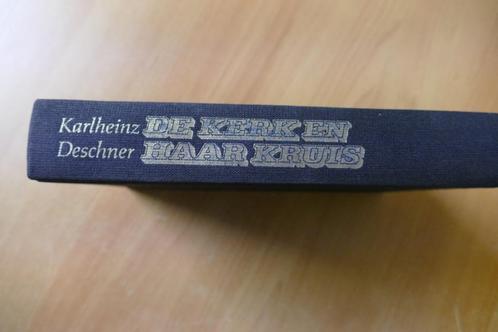 Karlheinz DE KERK EN
Deschner HAAR KRUIS